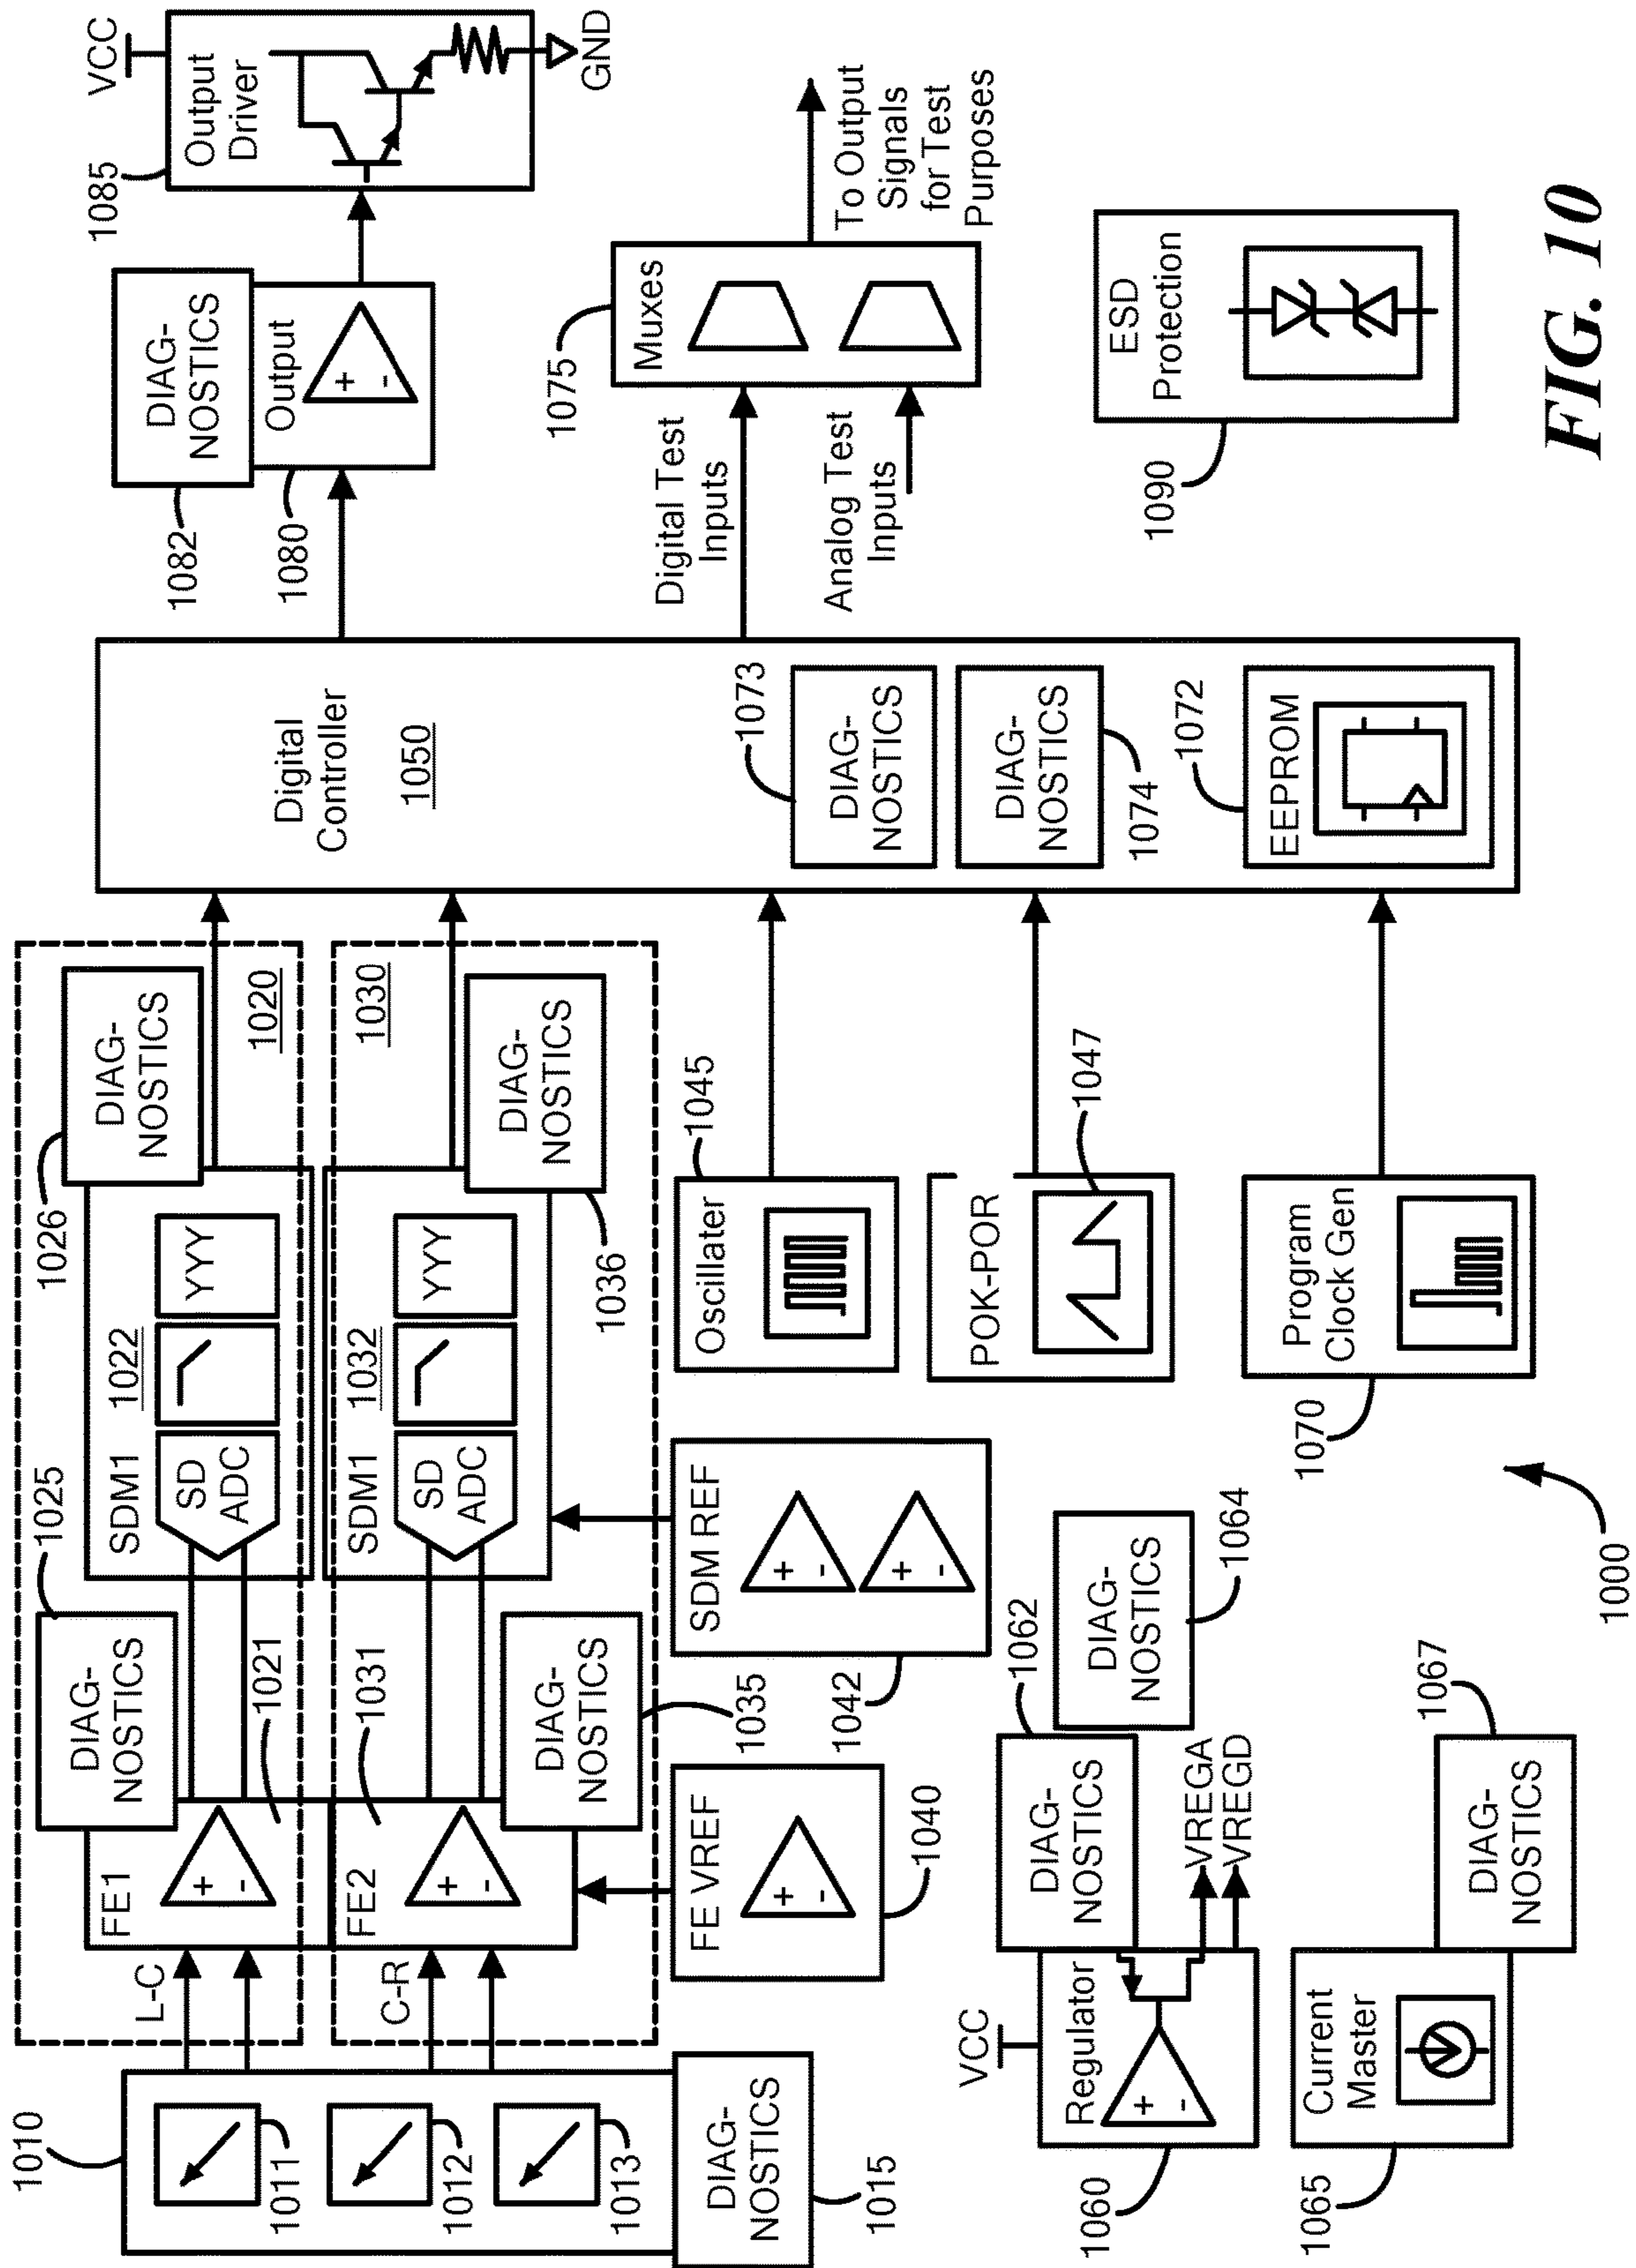 1010
1011
1012
1013
DIAG-
NOSTICS
1015
L-C
C-R
FE1
DIAG-
NOSTICS
1025
1021
FE2
1031
DIAG-
NOSTICS
1035
SDM1
1022
SD
ADC
YYY
DIAG-
NOSTICS
1026
1020
SDM1
1032
SD
ADC
YYY
DIAG-
NOSTICS
1036
1030
FE VREF
1040
SDM REF
1042
Oscillater
1045
POK-POR
1047
Program
Clock Gen
1070
VCC
Regulator
1060
DIAG-
NOSTICS
1062
DIAG-
NOSTICS
1064
VREGA
VREGD
Current
Master
1065
DIAG-
NOSTICS
1067
1000
Digital
Controller
1050
DIAG-
NOSTICS
1073
DIAG-
NOSTICS
1074
EEPROM
1072
DIAG-
NOSTICS
1082
Output
1080
VCC
Output
Driver
1085
GND
Digital Test
Inputs
Analog Test
Inputs
Muxes
1075
To Output
Signals
for Test
Purposes
ESD
Protection
1090
+
-
+
-
+
-
+
-
+
-
+
-
+
-
FIG. 10